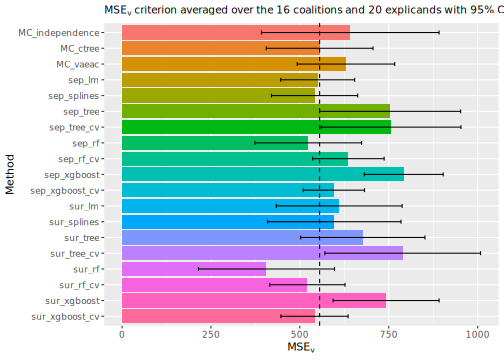 MSEv criterion averaged over the 16 coalitions and 20 explicands with 95% C
Method
MC_independence
MC_ctree
MC_vaeac
sep_lm
sep_splines
sep_tree
sep_tree_cv
sep_rf
sep_rf_cv
sep_xgboost
sep_xgboost_cv
sur_lm
sur_splines
sur_tree
sur_tree_cv
sur_rf
sur_rf_cv
sur_xgboost
sur_xgboost_cv
0 250 500 750 1000
MSEv